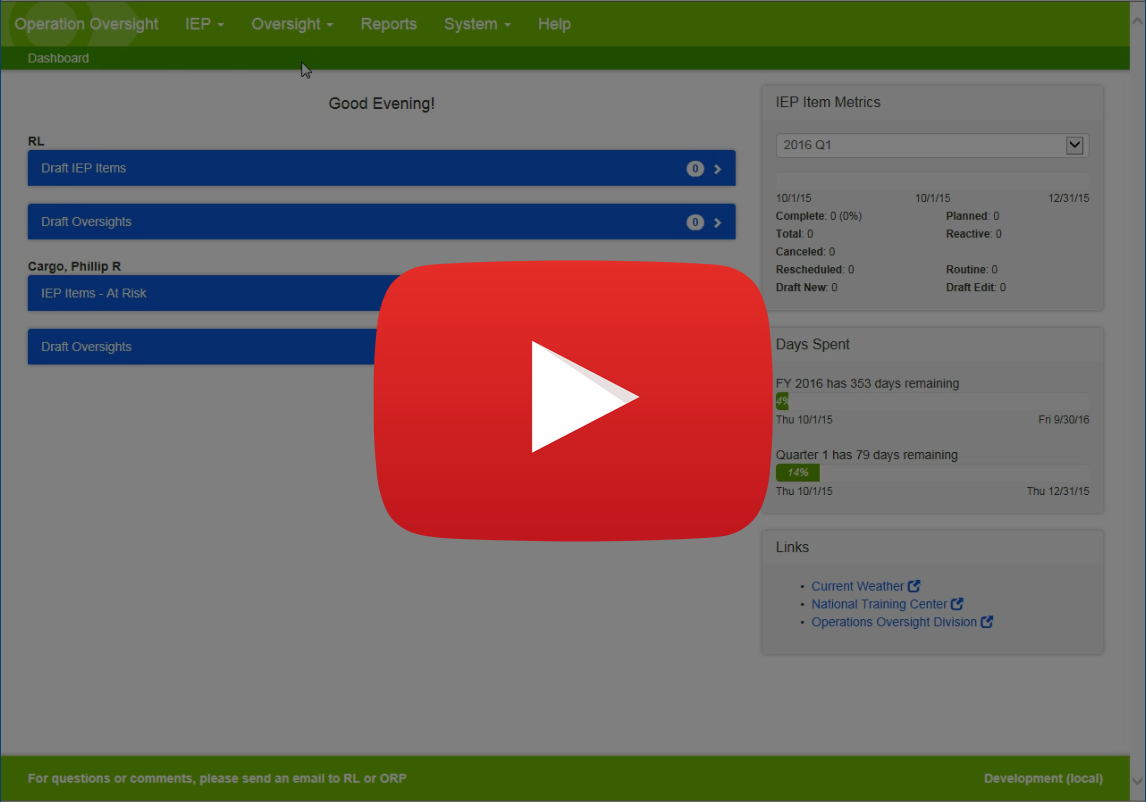 Operation Oversight IEP Oversight Reports System Help
Dashboard
Good Evening!
RL
Draft IEP Items 0
Draft Oversights 0
Cargo, Phillip R
IEP Items - At Risk
Draft Oversights
IEP Item Metrics
2016 Q1
10/1/15 10/1/15 12/31/15
Complete: 0 (0%) Planned: 0
Total: 0 Reactive: 0
Canceled: 0
Rescheduled: 0 Routine: 0
Draft New: 0 Draft Edit: 0
Days Spent
FY 2016 has 353 days remaining
4%
Thu 10/1/15 Fri 9/30/16
Quarter 1 has 79 days remaining
14%
Thu 10/1/15 Thu 12/31/15
Links
• Current Weather
• National Training Center
• Operations Oversight Division
For questions or comments, please send an email to RL or ORP Development (local)